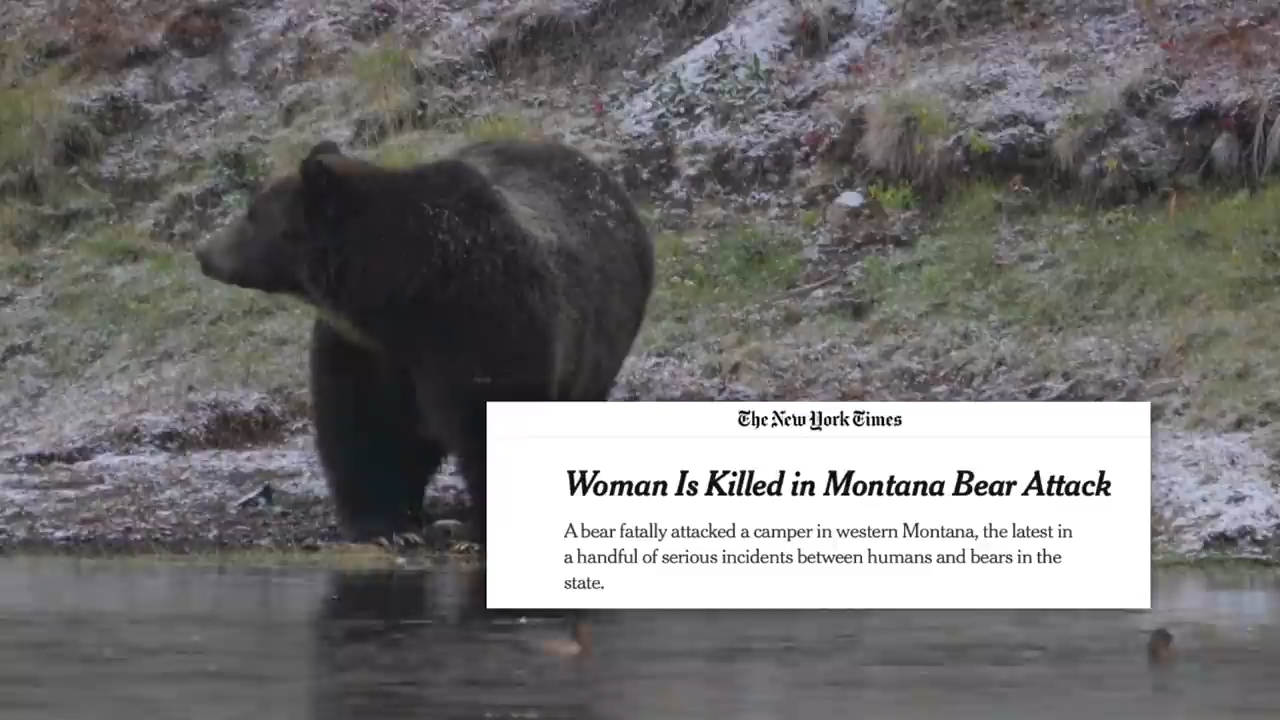 The New York Times
Woman Is Killed in Montana Bear Attack
A bear fatally attacked a camper in western Montana, the latest in
a handful of serious incidents between humans and bears in the
state.